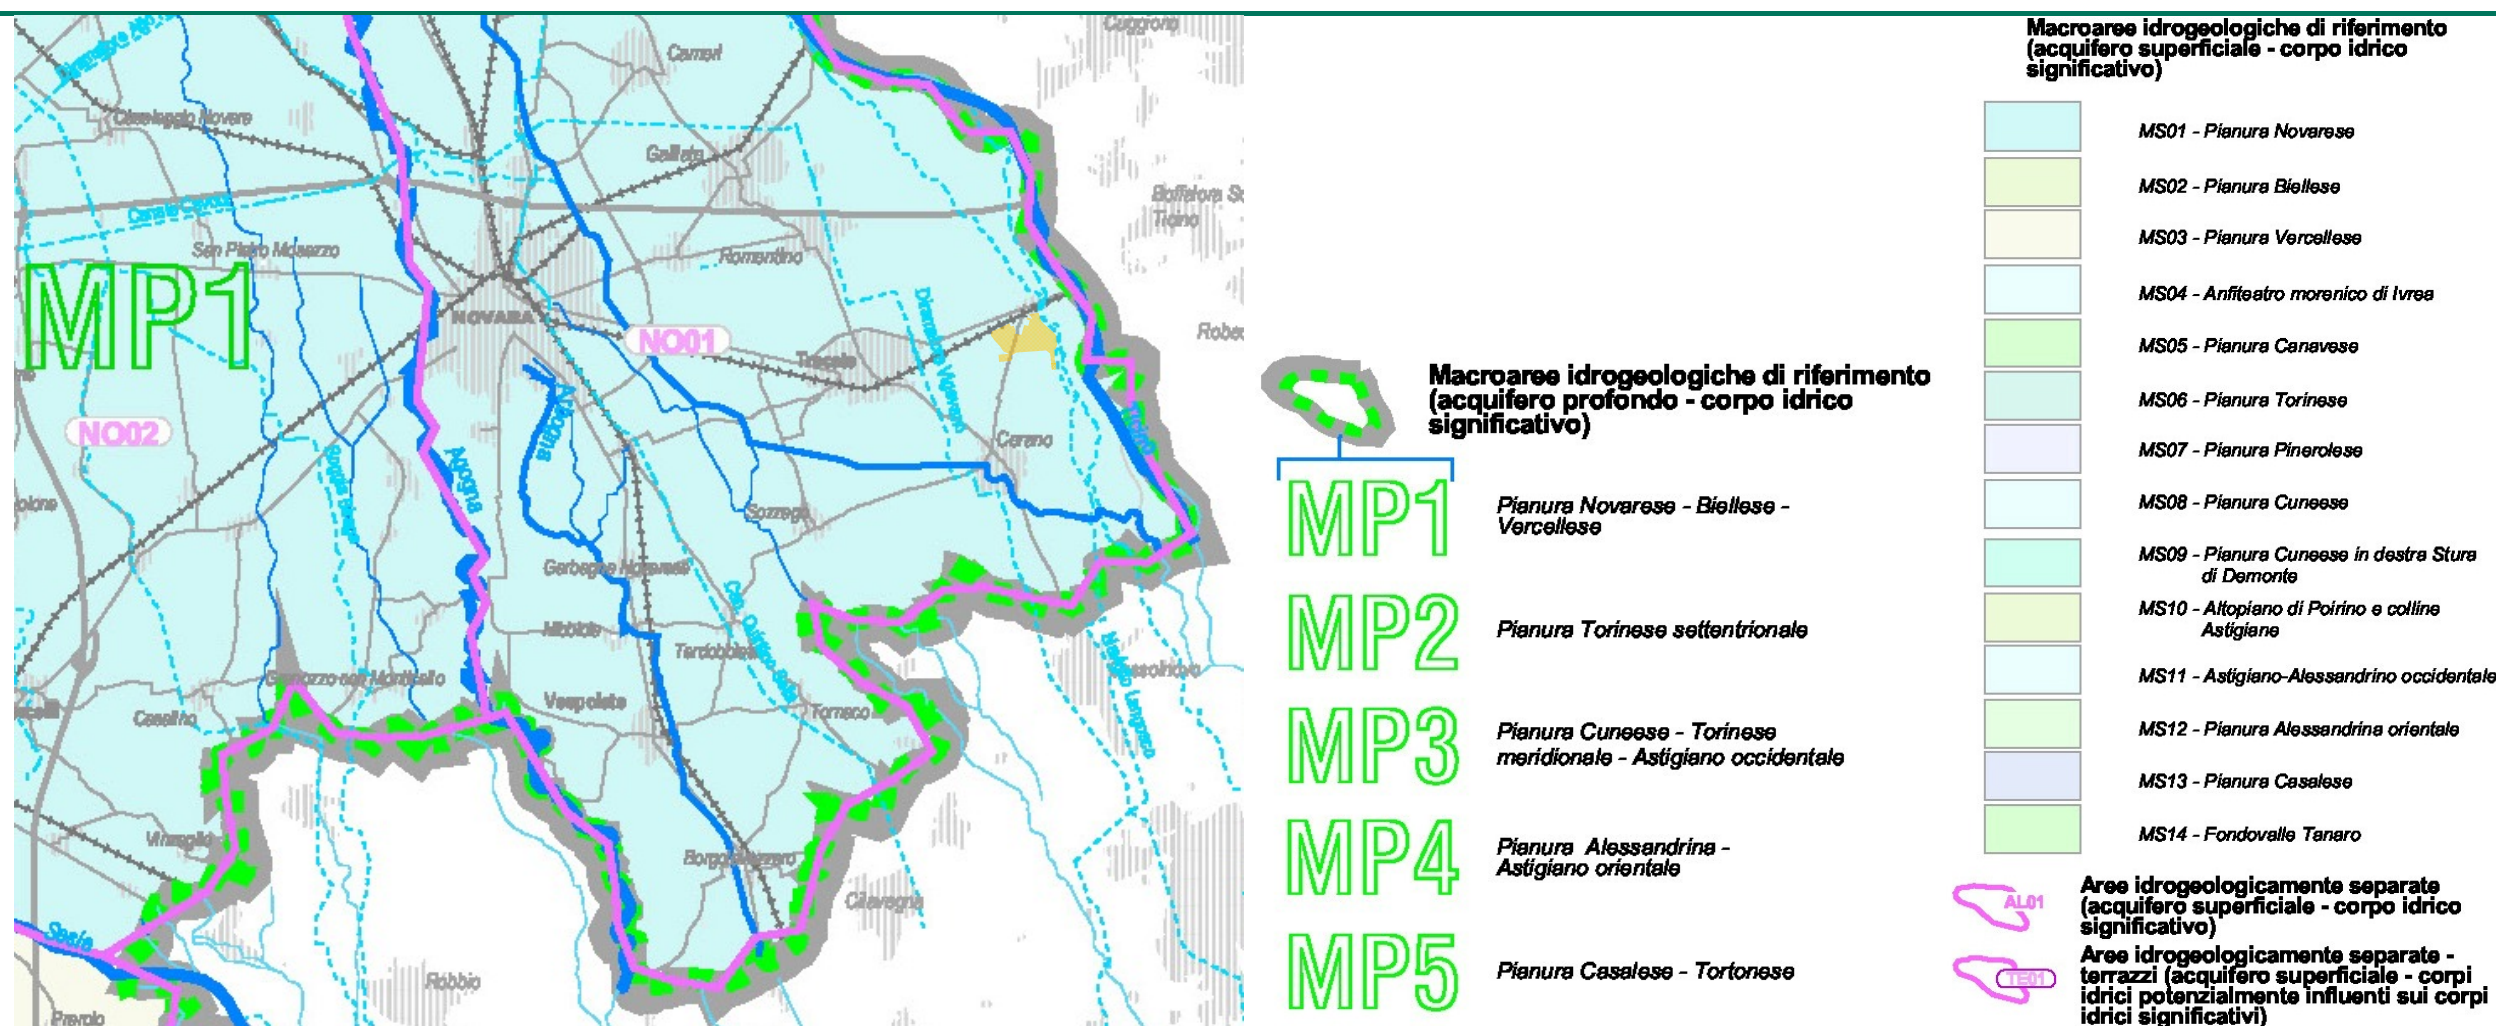 Cuggiono
Cameri
Galliate
Canale Cavour
San Pietro Mosezzo
Romentino
MP1
NOVARA
NO01
Trecate
NO02
Cerano
Agogna
Sozzago
Garbagna Novarese
Nibbiola
Terdobbiate
Vespolate
Casalino
Tornaco
Vinzaglio
Cilavegna
Sesia
Robbio
Macroaree idrogeologiche di riferimento
(acquifero profondo - corpo idrico
significativo)
MP1
Pianura Novarese - Biellese -
Vercellese
MP2
Pianura Torinese settentrionale
MP3
Pianura Cuneese - Torinese
meridionale - Astigiano occidentale
MP4
Pianura Alessandrina -
Astigiano orientale
MP5
Pianura Casalese - Tortonese
Macroaree idrogeologiche di riferimento
(acquifero superficiale - corpo idrico
significativo)
MS01 - Pianura Novarese
MS02 - Pianura Biellese
MS03 - Pianura Vercellese
MS04 - Anfiteatro morenico di Ivrea
MS05 - Pianura Canavese
MS06 - Pianura Torinese
MS07 - Pianura Pinerolese
MS08 - Pianura Cuneese
MS09 - Pianura Cuneese in destra Stura
di Demonte
MS10 - Altopiano di Poirino e colline
Astigiane
MS11 - Astigiano-Alessandrino occidentale
MS12 - Pianura Alessandrina orientale
MS13 - Pianura Casalese
MS14 - Fondovalle Tanaro
AL01
Aree idrogeologicamente separate
(acquifero superficiale - corpo idrico
significativo)
TE01
Aree idrogeologicamente separate -
terrazzi (acquifero superficiale - corpi
idrici potenzialmente influenti sui corpi
idrici significativi)